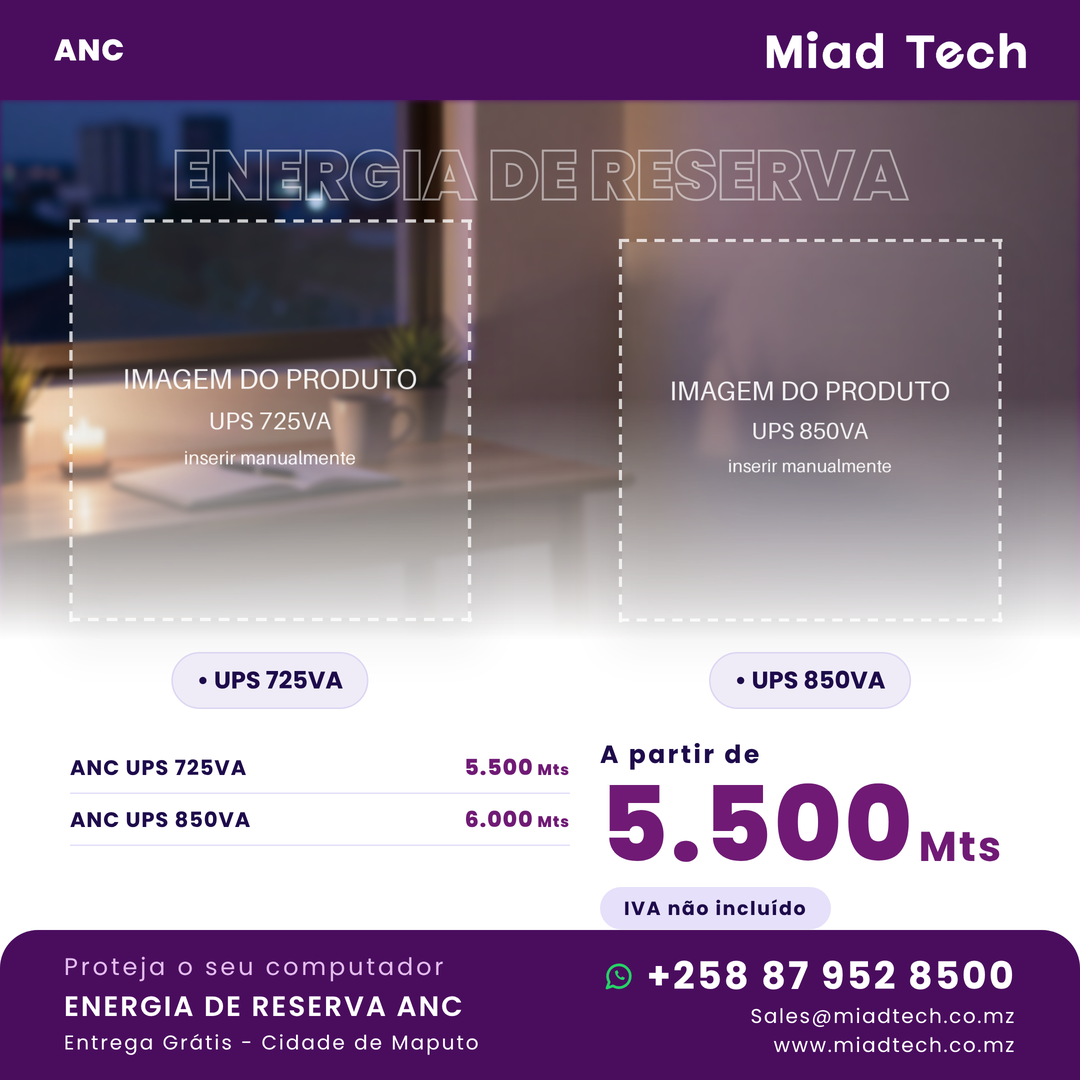 ANC
Miad Tech
ENERGIA DE RESERVA
IMAGEM DO PRODUTO
UPS 725VA
inserir manualmente
IMAGEM DO PRODUTO
UPS 850VA
inserir manualmente
• UPS 725VA
• UPS 850VA
ANC UPS 725VA 5.500 Mts
ANC UPS 850VA 6.000 Mts
A partir de
5.500 Mts
IVA não incluído
Proteja o seu computador
ENERGIA DE RESERVA ANC
Entrega Grátis - Cidade de Maputo
+258 87 952 8500
Sales@miadtech.co.mz
www.miadtech.co.mz